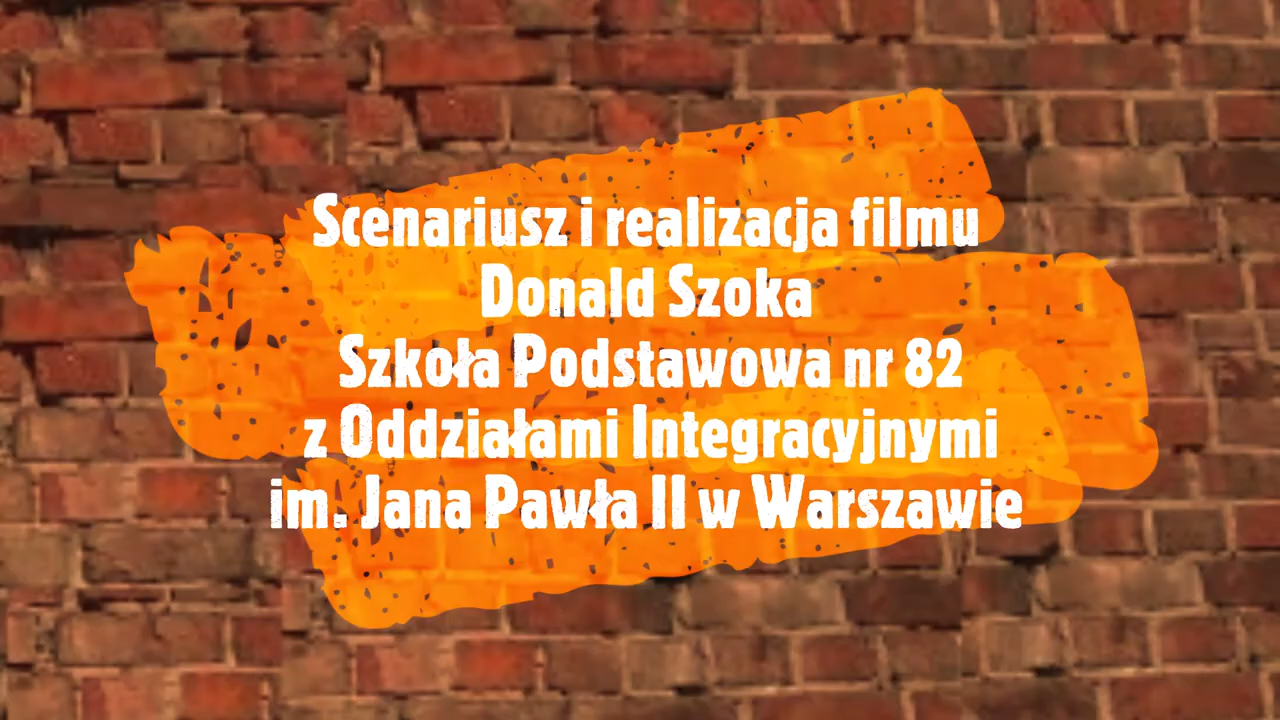 Scenariusz i realizacja filmu
Donald Szoka
Szkoła Podstawowa nr 82
z Oddziałami Integracyjnymi
im. Jana Pawła II w Warszawie